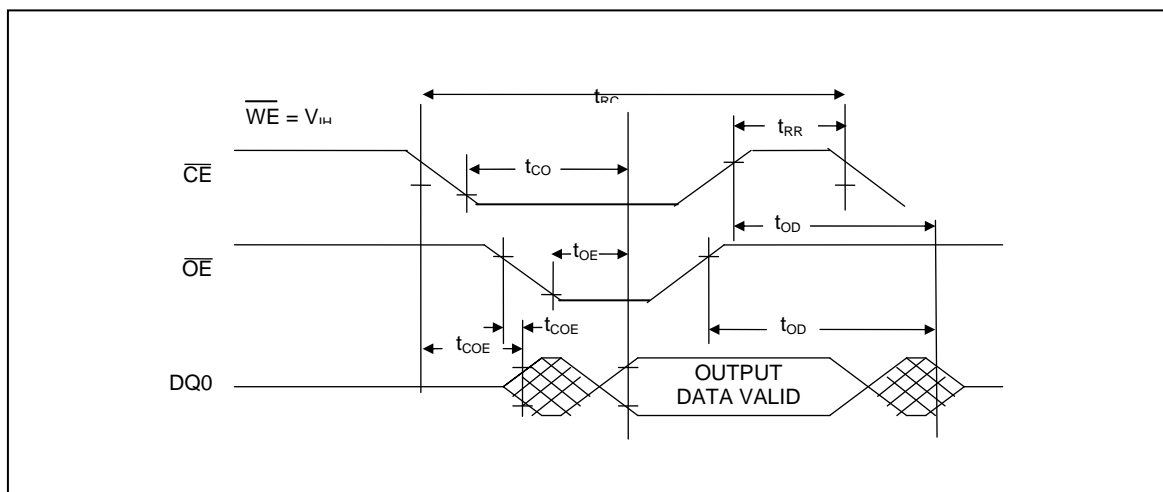 tRC
WE = VIH
tRR
CE
tCO
tOD
OE
tOE
tCOE
tCOE
tOD
DQ0
OUTPUT
DATA VALID